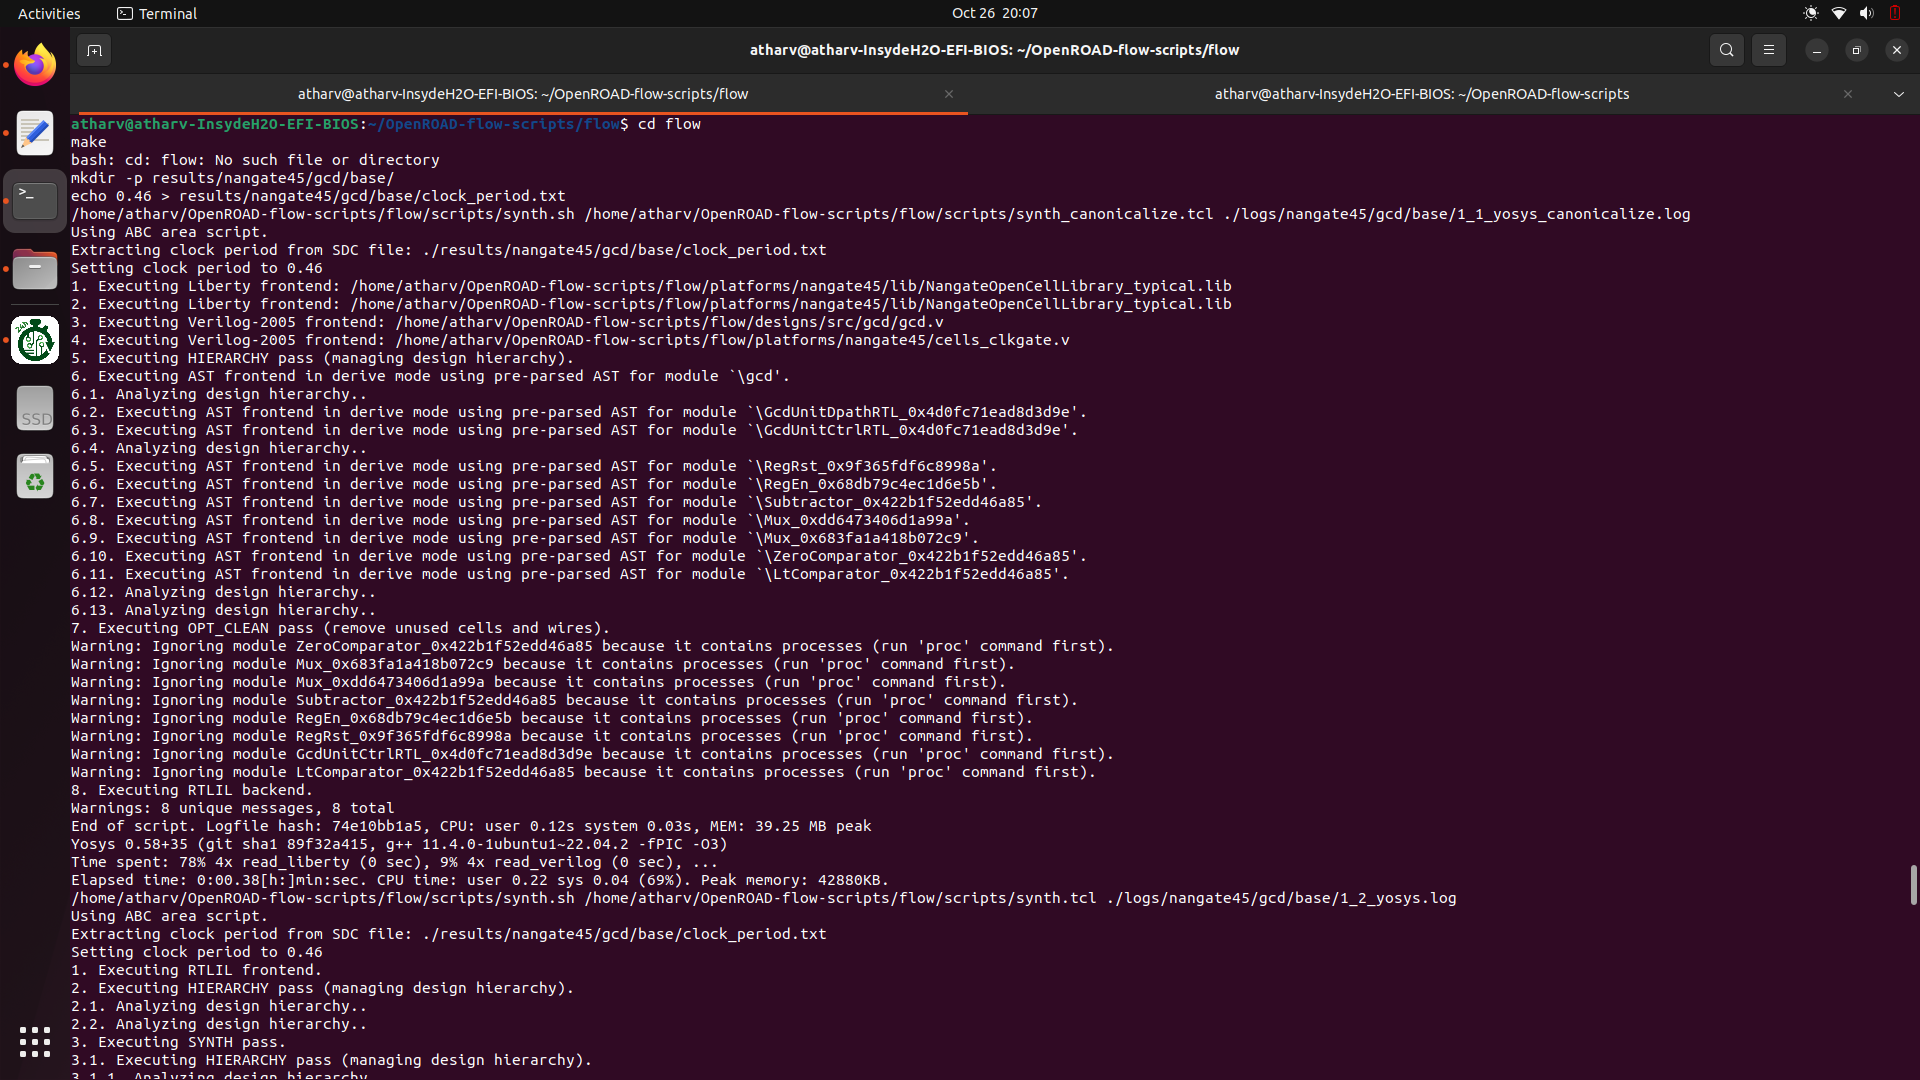 Activities
Terminal
Oct 26 20:07
atharv@atharv-InsydeH2O-EFI-BIOS: ~/OpenROAD-flow-scripts/flow
atharv@atharv-InsydeH2O-EFI-BIOS: ~/OpenROAD-flow-scripts/flow
atharv@atharv-InsydeH2O-EFI-BIOS: ~/OpenROAD-flow-scripts
atharv@atharv-InsydeH2O-EFI-BIOS:~/OpenROAD-flow-scripts/flow$ cd flow
make
bash: cd: flow: No such file or directory
mkdir -p results/nangate45/gcd/base/
echo 0.46 > results/nangate45/gcd/base/clock_period.txt
/home/atharv/OpenROAD-flow-scripts/flow/scripts/synth.sh /home/atharv/OpenROAD-flow-scripts/flow/scripts/synth_canonicalize.tcl ./logs/nangate45/gcd/base/1_1_yosys_canonicalize.log
Using ABC area script.
Extracting clock period from SDC file: ./results/nangate45/gcd/base/clock_period.txt
Setting clock period to 0.46
1. Executing Liberty frontend: /home/atharv/OpenROAD-flow-scripts/flow/platforms/nangate45/lib/NangateOpenCellLibrary_typical.lib
2. Executing Liberty frontend: /home/atharv/OpenROAD-flow-scripts/flow/platforms/nangate45/lib/NangateOpenCellLibrary_typical.lib
3. Executing Verilog-2005 frontend: /home/atharv/OpenROAD-flow-scripts/flow/designs/src/gcd/gcd.v
4. Executing Verilog-2005 frontend: /home/atharv/OpenROAD-flow-scripts/flow/platforms/nangate45/cells_clkgate.v
5. Executing HIERARCHY pass (managing design hierarchy).
6. Executing AST frontend in derive mode using pre-parsed AST for module `\gcd'.
6.1. Analyzing design hierarchy..
6.2. Executing AST frontend in derive mode using pre-parsed AST for module `\GcdUnitDpathRTL_0x4d0fc71ead8d3d9e'.
6.3. Executing AST frontend in derive mode using pre-parsed AST for module `\GcdUnitCtrlRTL_0x4d0fc71ead8d3d9e'.
6.4. Analyzing design hierarchy..
6.5. Executing AST frontend in derive mode using pre-parsed AST for module `\RegRst_0x9f365fdf6c8998a'.
6.6. Executing AST frontend in derive mode using pre-parsed AST for module `\RegEn_0x68db79c4ec1d6e5b'.
6.7. Executing AST frontend in derive mode using pre-parsed AST for module `\Subtractor_0x422b1f52edd46a85'.
6.8. Executing AST frontend in derive mode using pre-parsed AST for module `\Mux_0xdd6473406d1a99a'.
6.9. Executing AST frontend in derive mode using pre-parsed AST for module `\Mux_0x683fa1a418b072c9'.
6.10. Executing AST frontend in derive mode using pre-parsed AST for module `\ZeroComparator_0x422b1f52edd46a85'.
6.11. Executing AST frontend in derive mode using pre-parsed AST for module `\LtComparator_0x422b1f52edd46a85'.
6.12. Analyzing design hierarchy..
6.13. Analyzing design hierarchy..
7. Executing OPT_CLEAN pass (remove unused cells and wires).
Warning: Ignoring module ZeroComparator_0x422b1f52edd46a85 because it contains processes (run 'proc' command first).
Warning: Ignoring module Mux_0x683fa1a418b072c9 because it contains processes (run 'proc' command first).
Warning: Ignoring module Mux_0xdd6473406d1a99a because it contains processes (run 'proc' command first).
Warning: Ignoring module Subtractor_0x422b1f52edd46a85 because it contains processes (run 'proc' command first).
Warning: Ignoring module RegEn_0x68db79c4ec1d6e5b because it contains processes (run 'proc' command first).
Warning: Ignoring module RegRst_0x9f365fdf6c8998a because it contains processes (run 'proc' command first).
Warning: Ignoring module GcdUnitCtrlRTL_0x4d0fc71ead8d3d9e because it contains processes (run 'proc' command first).
Warning: Ignoring module LtComparator_0x422b1f52edd46a85 because it contains processes (run 'proc' command first).
8. Executing RTLIL backend.
Warnings: 8 unique messages, 8 total
End of script. Logfile hash: 74e10bb1a5, CPU: user 0.12s system 0.03s, MEM: 39.25 MB peak
Yosys 0.58+35 (git sha1 89f32a415, g++ 11.4.0-1ubuntu1~22.04.2 -fPIC -O3)
Time spent: 78% 4x read_liberty (0 sec), 9% 4x read_verilog (0 sec), ...
Elapsed time: 0:00.38[h:]min:sec. CPU time: user 0.22 sys 0.04 (69%). Peak memory: 42880KB.
/home/atharv/OpenROAD-flow-scripts/flow/scripts/synth.sh /home/atharv/OpenROAD-flow-scripts/flow/scripts/synth.tcl ./logs/nangate45/gcd/base/1_2_yosys.log
Using ABC area script.
Extracting clock period from SDC file: ./results/nangate45/gcd/base/clock_period.txt
Setting clock period to 0.46
1. Executing RTLIL frontend.
2. Executing HIERARCHY pass (managing design hierarchy).
2.1. Analyzing design hierarchy..
2.2. Analyzing design hierarchy..
3. Executing SYNTH pass.
3.1. Executing HIERARCHY pass (managing design hierarchy).
3.1.1. Analyzing design hierarchy..
24h
SSD